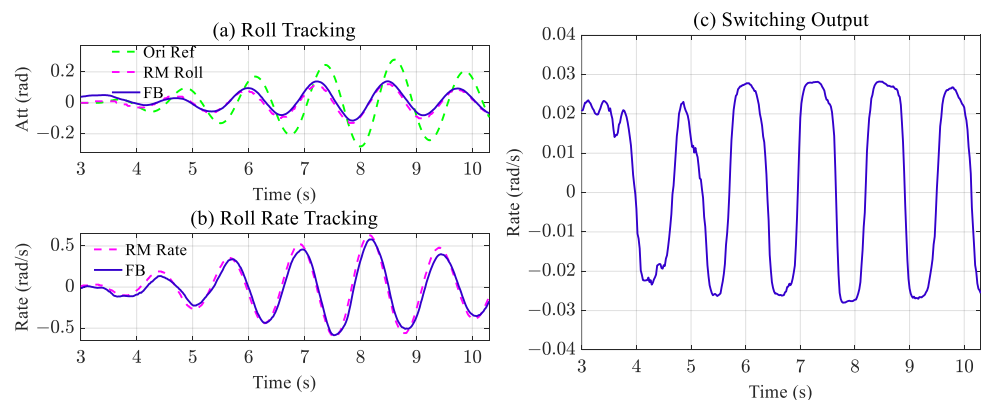 (a) Roll Tracking
Ori Ref
RM Roll
FB
Att (rad)
0.2
0
−0.2
3 4 5 6 7 8 9 10
Time (s)
(b) Roll Rate Tracking
RM Rate
FB
Rate (rad/s)
0.5
0
−0.5
3 4 5 6 7 8 9 10
Time (s)
(c) Switching Output
Rate (rad/s)
0.04
0.03
0.02
0.01
0
−0.01
−0.02
−0.03
−0.04
3 4 5 6 7 8 9 10
Time (s)